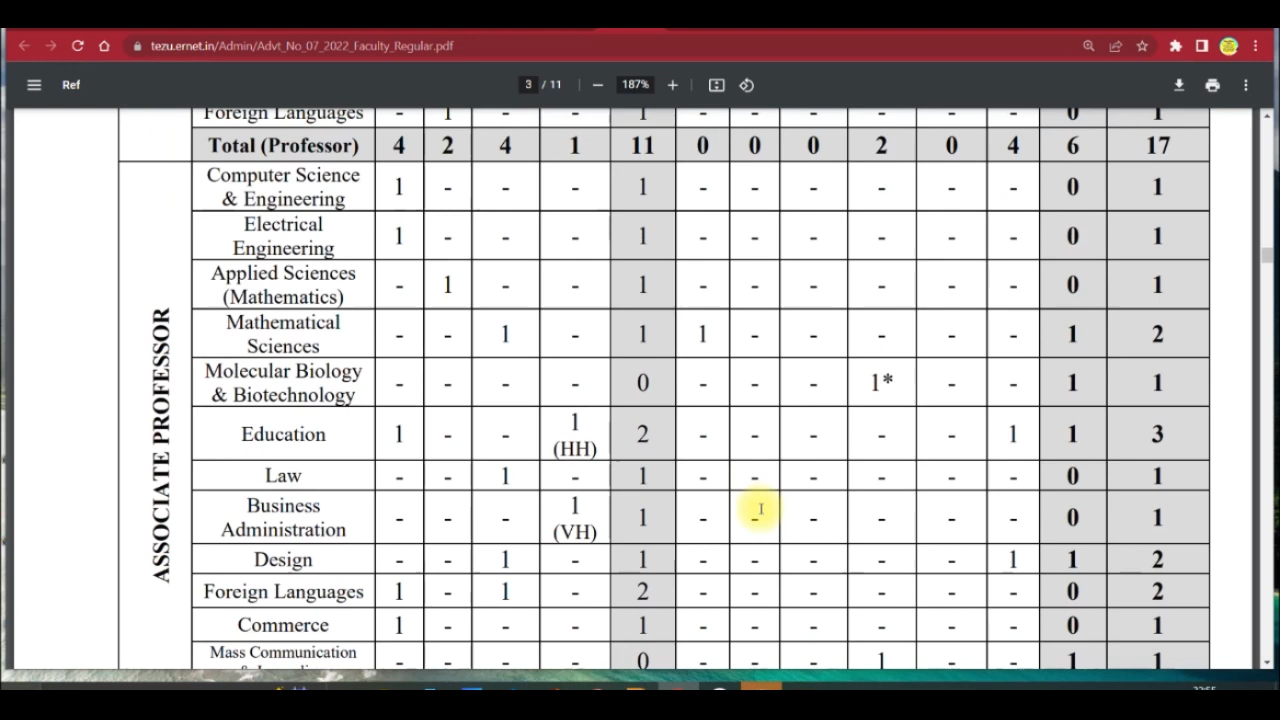 tezu.ernet.in/Admin/Advt_No_07_2022_Faculty_Regular.pdf
Ref 3 / 11 − 187% +
Foreign Languages - 1 - - 1 - - - - - - 0 1
Total (Professor) 4 2 4 1 11 0 0 0 2 0 4 6 17
ASSOCIATE PROFESSOR
Computer Science
& Engineering 1 - - - 1 - - - - - - 0 1
Electrical
Engineering 1 - - - 1 - - - - - - 0 1
Applied Sciences
(Mathematics) - 1 - - 1 - - - - - - 0 1
Mathematical
Sciences - - 1 - 1 1 - - - - - 1 2
Molecular Biology
& Biotechnology - - - - 0 - - - 1* - - 1 1
Education 1 - - 1
(HH) 2 - - - - - 1 1 3
Law - - 1 - 1 - - - - - - 0 1
Business
Administration - - - 1
(VH) 1 - - - - - - 0 1
Design - - 1 - 1 - - - - - 1 1 2
Foreign Languages 1 - 1 - 2 - - - - - - 0 2
Commerce 1 - - - 1 - - - - - - 0 1
Mass Communication
- - - - 0 - - - 1 - - 1 1